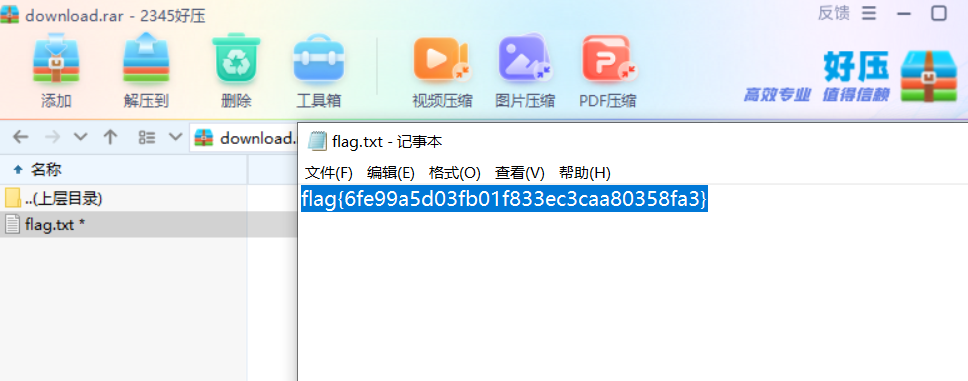 download.rar - 2345好压
反馈
添加 解压到 删除 工具箱 视频压缩 图片压缩 PDF压缩
好压
高效专业 值得信赖
download.
名称
..(上层目录)
flag.txt *
flag.txt - 记事本
文件(F) 编辑(E) 格式(O) 查看(V) 帮助(H)
flag{6fe99a5d03fb01f833ec3caa80358fa3}